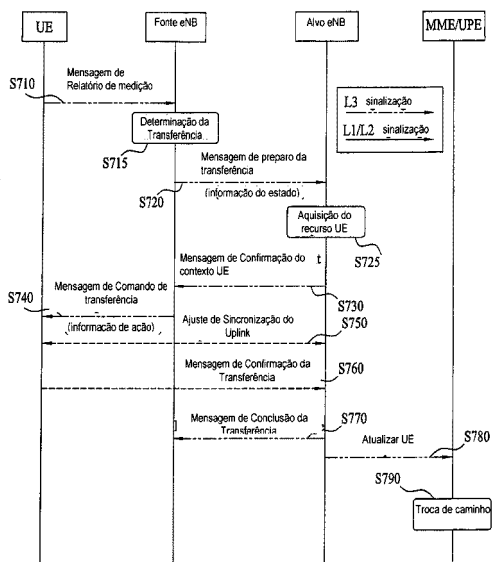 UE
Fonte eNB
Alvo eNB
MME/UPE
S710
Mensagem de
Relatório de medição
L3 sinalização
L1/L2 sinalização
Determinação da
Transferência
S715
Mensagem de preparo da
transferência
S720
(informação do estado)
Aquisição do
recurso UE
S725
Mensagem de Confirmação do
contexto UE
t
S730
S740
Mensagem de Comando de
transferência
(informação de ação)
Ajuste de Sincronização do
Uplink
S750
Mensagem de Confirmação da
Transferência
S760
Mensagem de Conclusão da
Transferência
S770
Atualizar UE
S780
S790
Troca de caminho